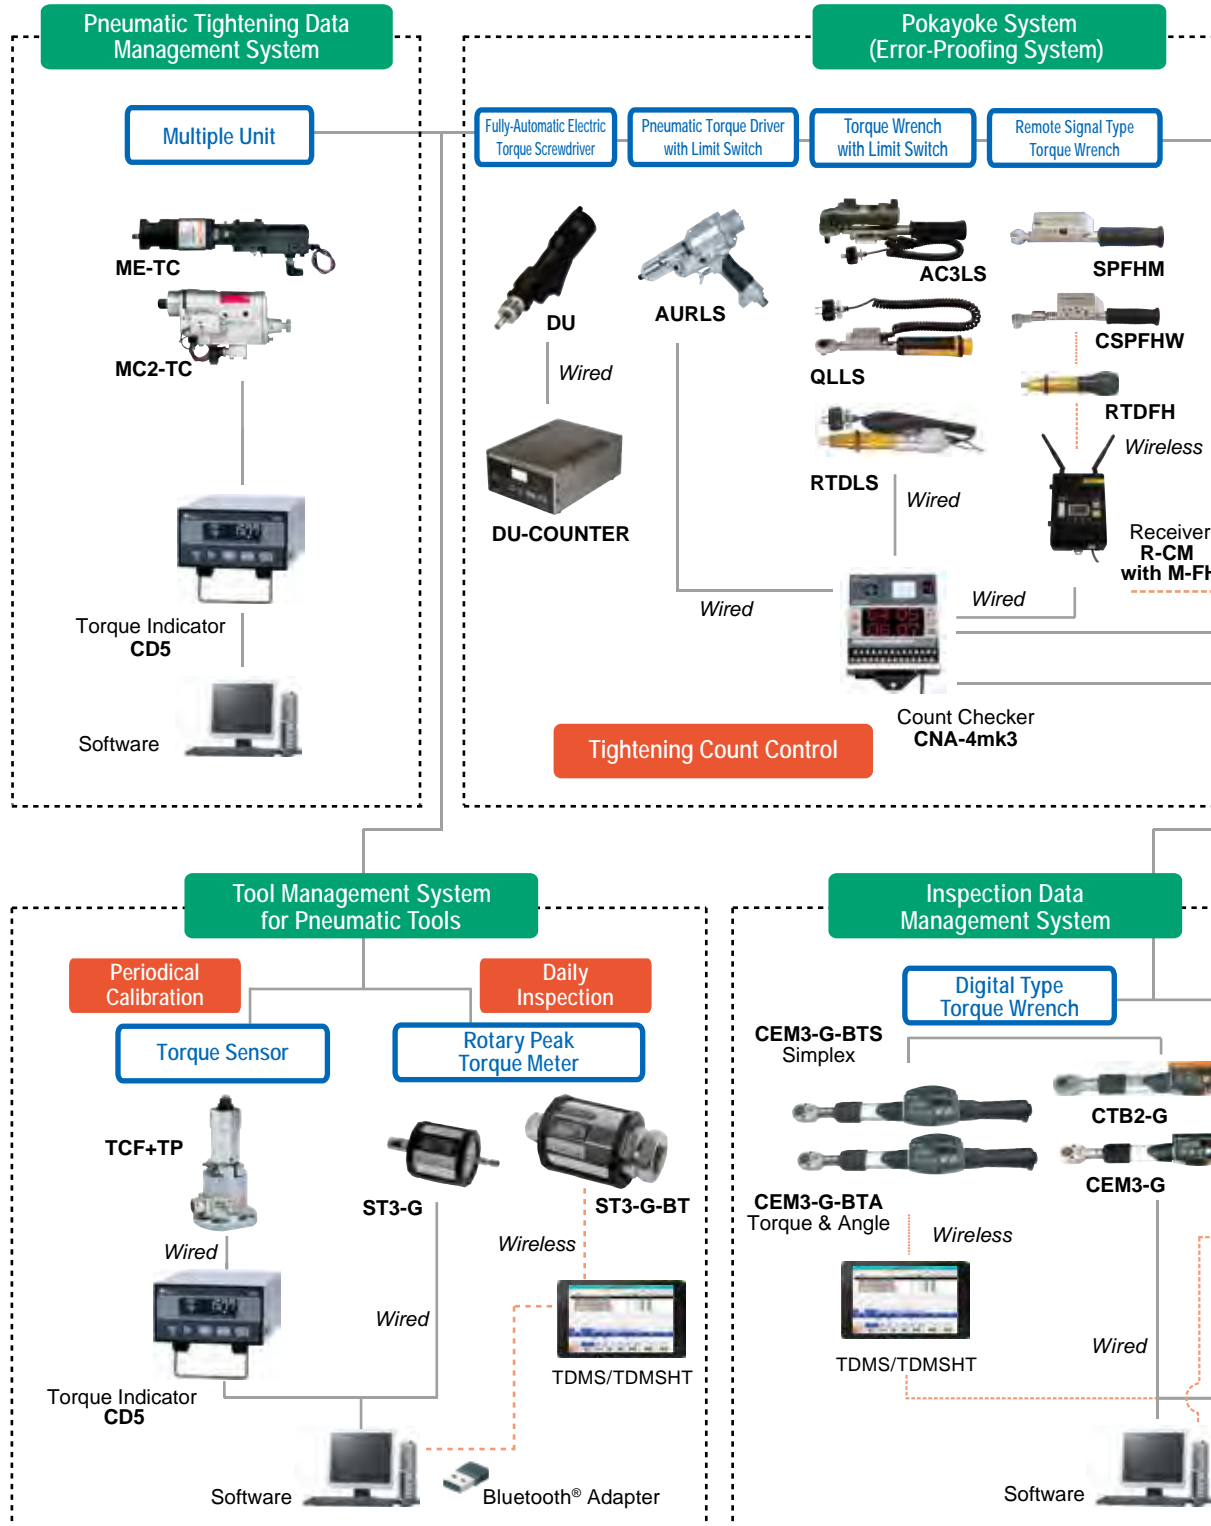 Pneumatic Tightening Data
Management System
Multiple Unit
ME-TC
MC2-TC
Torque Indicator
CD5
Software
Pokayoke System
(Error-Proofing System)
Fully-Automatic Electric
Torque Screwdriver
Pneumatic Torque Driver
with Limit Switch
Torque Wrench
with Limit Switch
Remote Signal Type
Torque Wrench
DU
Wired
DU-COUNTER
AURLS
Wired
AC3LS
QLLS
RTDLS
Wired
SPFHM
CSPFHW
RTDFH
Wireless
Receiver
R-CM
with M-FH
Wired
Count Checker
CNA-4mk3
Tightening Count Control
Tool Management System
for Pneumatic Tools
Periodical
Calibration
Daily
Inspection
Torque Sensor
Rotary Peak
Torque Meter
TCF+TP
Wired
Torque Indicator
CD5
ST3-G
Wired
ST3-G-BT
Wireless
TDMS/TDMSHT
Software
Bluetooth® Adapter
Inspection Data
Management System
Digital Type
Torque Wrench
CEM3-G-BTS
Simplex
CTB2-G
CEM3-G-BTA
Torque & Angle
CEM3-G
Wireless
TDMS/TDMSHT
Wired
Software